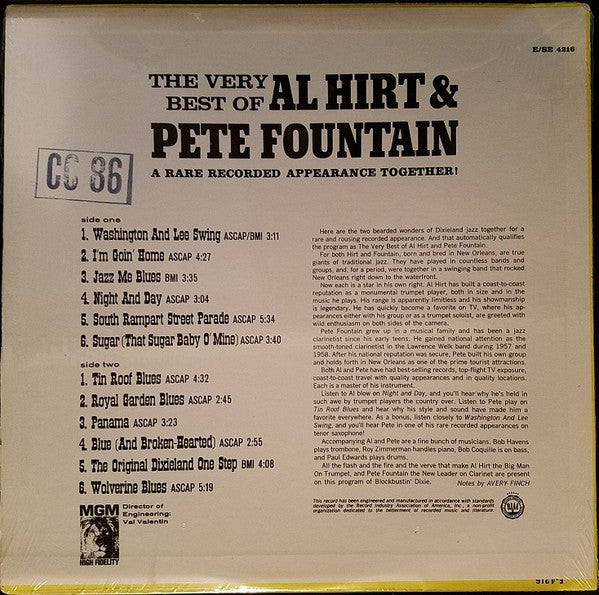 E/SE 4216
THE VERY
BEST OF AL HIRT &
PETE FOUNTAIN
A RARE RECORDED APPEARANCE TOGETHER!
CC 86
side one
1. Washington And Lee Swing ASCAP/BMI 3:11
2. I'm Goin' Home ASCAP 4:27
3. Jazz Me Blues BMI 3:35
4. Night And Day ASCAP 3:04
5. South Rampart Street Parade ASCAP 5:34
6. Sugar (That Sugar Baby O' Mine) ASCAP 3:40
side two
1. Tin Roof Blues ASCAP 4:32
2. Royal Garden Blues ASCAP 2:45
3. Panama ASCAP 3:23
4. Blue (And Broken-Hearted) ASCAP 2:55
5. The Original Dixieland One Step BMI 4:08
6. Wolverine Blues ASCAP 5:19
MGM
HIGH FIDELITY
Director of
Engineering:
Val Valentin
Here are the two bearded wonders of Dixieland jazz together for a
rare and rousing recorded appearance. And that automatically qualifies
the program as The Very Best of Al Hirt and Pete Fountain.
For both Hirt and Fountain, born and bred in New Orleans, are true
giants of traditional jazz. They have played in countless bands and
groups, and, for a period, were together in a swinging band that rocked
New Orleans right down to the waterfront.
Now each is a star in his own right. Al Hirt has built a coast-to-coast
reputation as a monumental trumpet player, both in size and in the
music he plays. His range is apparently limitless and his showmanship
is legendary. He has quickly become a favorite on TV, where his ap-
pearances either with his group or as a trumpet soloist, are greeted with
wild enthusiasm on both sides of the camera.
Pete Fountain grew up in a musical family and has been a jazz
clarinetist since his early teens. He gained national attention as the
smooth-toned clarinetist in the Lawrence Welk band during 1957 and
1958. After his national reputation was secure, Pete built his own group
and holds forth in New Orleans as one of the prime tourist attractions.
Both Al and Pete have had best-selling records, top-flight TV exposure,
coast-to-coast travel with quality appearances and in quality locations.
Each is a master of his instrument.
Listen to Al blow on Night and Day, and you'll hear why he's held in
such awe by trumpet players the country over. Listen to Pete play on
Tin Roof Blues and hear why his style and sound have made him a
favorite everywhere. As a bonus, listen closely to Washington And Lee
Swing, and you'll hear Pete in one of his rare recorded appearances on
tenor saxophone!
Accompanying Al and Pete are a fine bunch of musicians. Bob Havens
plays trombone, Roy Zimmerman handles piano, Bob Coquille is on bass,
and Paul Edwards plays drums.
All the flash and the fire and the verve that make Al Hirt the Big Man
On Trumpet, and Pete Fountain the New Leader on Clarinet are present
on this program of Blockbustin' Dixie.
Notes by AVERY FINCH
This record has been engineered and manufactured in accordance with standards
developed by the Record Industry Association of America, Inc., a non-profit
organization dedicated to the betterment of recorded music and literature.
RIAA
E-4216